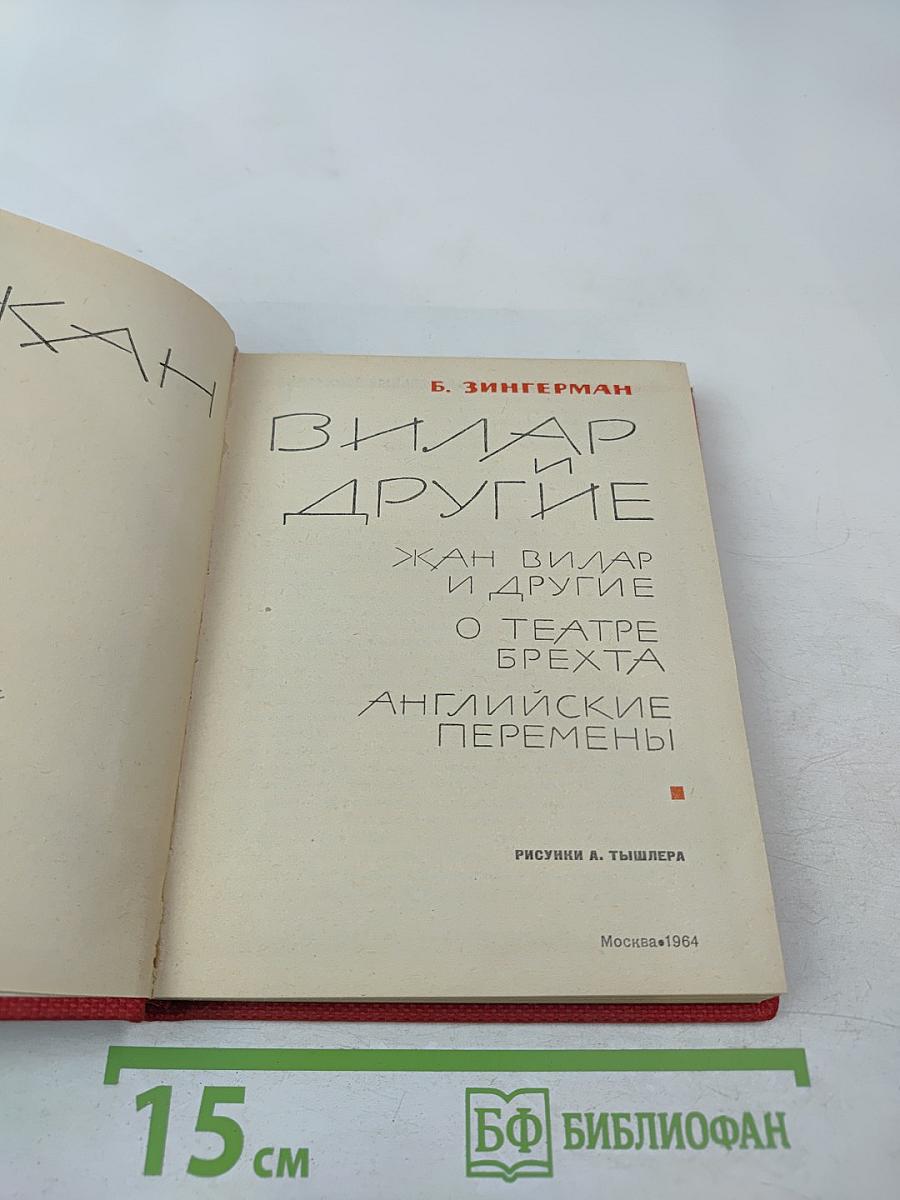 ЖАН
Б. ЗИНГЕРМАН
ВИЛАР
И
ДРУГИЕ
ЖАН ВИЛАР
И ДРУГИЕ
О ТЕАТРЕ
БРЕХТА
АНГЛИЙСКИЕ
ПЕРЕМЕНЫ
РИСУНКИ А. ТЫШЛЕРА
Москва•1964
15 см
БФ БИБЛИОФАН